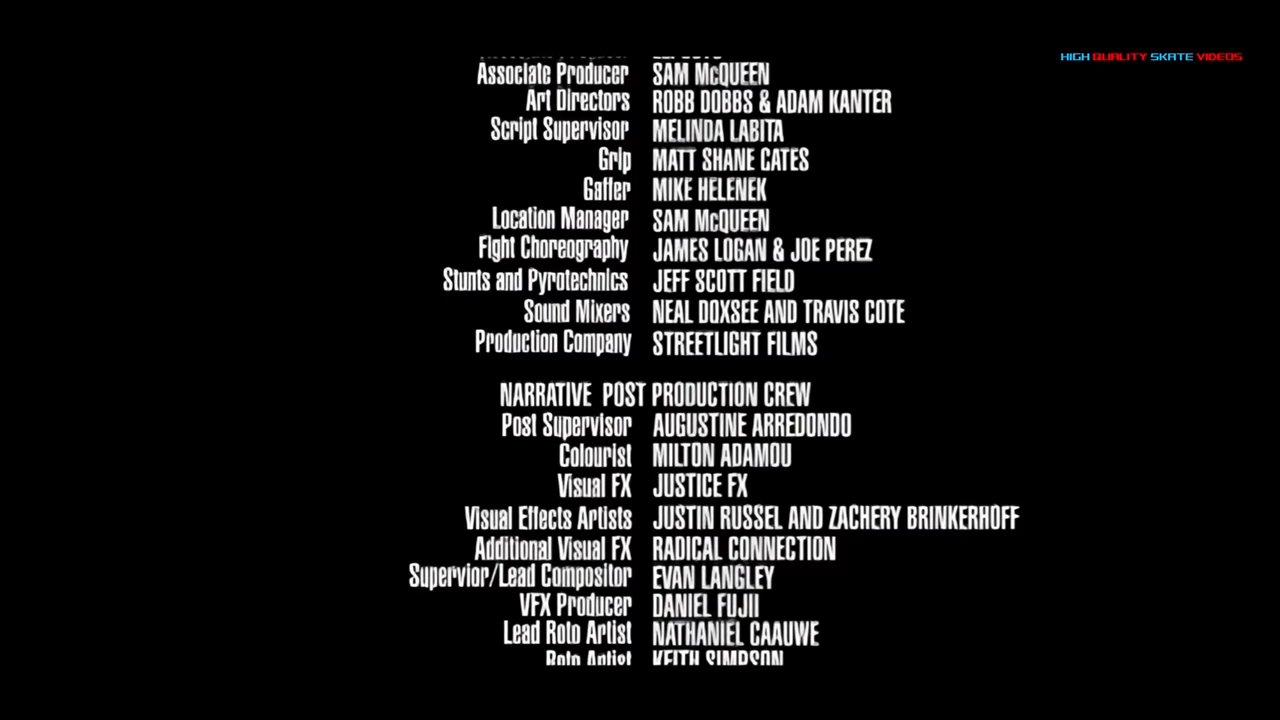 HIGH QUALITY SKATE VIDEOS
Associate Producer SAM McQUEEN
Art Directors ROBB DOBBS & ADAM KANTER
Script Supervisor MELINDA LABITA
Grip MATT SHANE CATES
Gaffer MIKE HELENEK
Location Manager SAM McQUEEN
Fight Choreography JAMES LOGAN & JOE PEREZ
Stunts and Pyrotechnics JEFF SCOTT FIELD
Sound Mixers NEAL DOXSEE AND TRAVIS COTE
Production Company STREETLIGHT FILMS
NARRATIVE POST PRODUCTION CREW
Post Supervisor AUGUSTINE ARREDONDO
Colourist MILTON ADAMOU
Visual FX JUSTICE FX
Visual Effects Artists JUSTIN RUSSEL AND ZACHERY BRINKERHOFF
Additional Visual FX RADICAL CONNECTION
Supervior/Lead Compositor EVAN LANGLEY
VFX Producer DANIEL FUJII
Lead Roto Artist NATHANIEL CAAUWE
Roto Artist KEITH SIMPSON